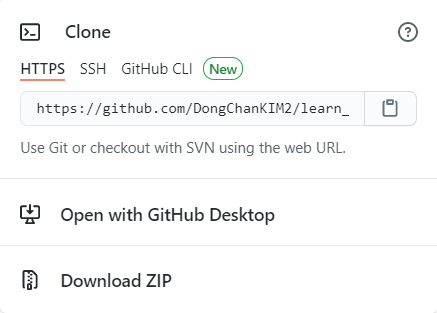 Clone
HTTPS SSH GitHub CLI New
https://github.com/DongChanKIM2/learn_
Use Git or checkout with SVN using the web URL.
Open with GitHub Desktop
Download ZIP